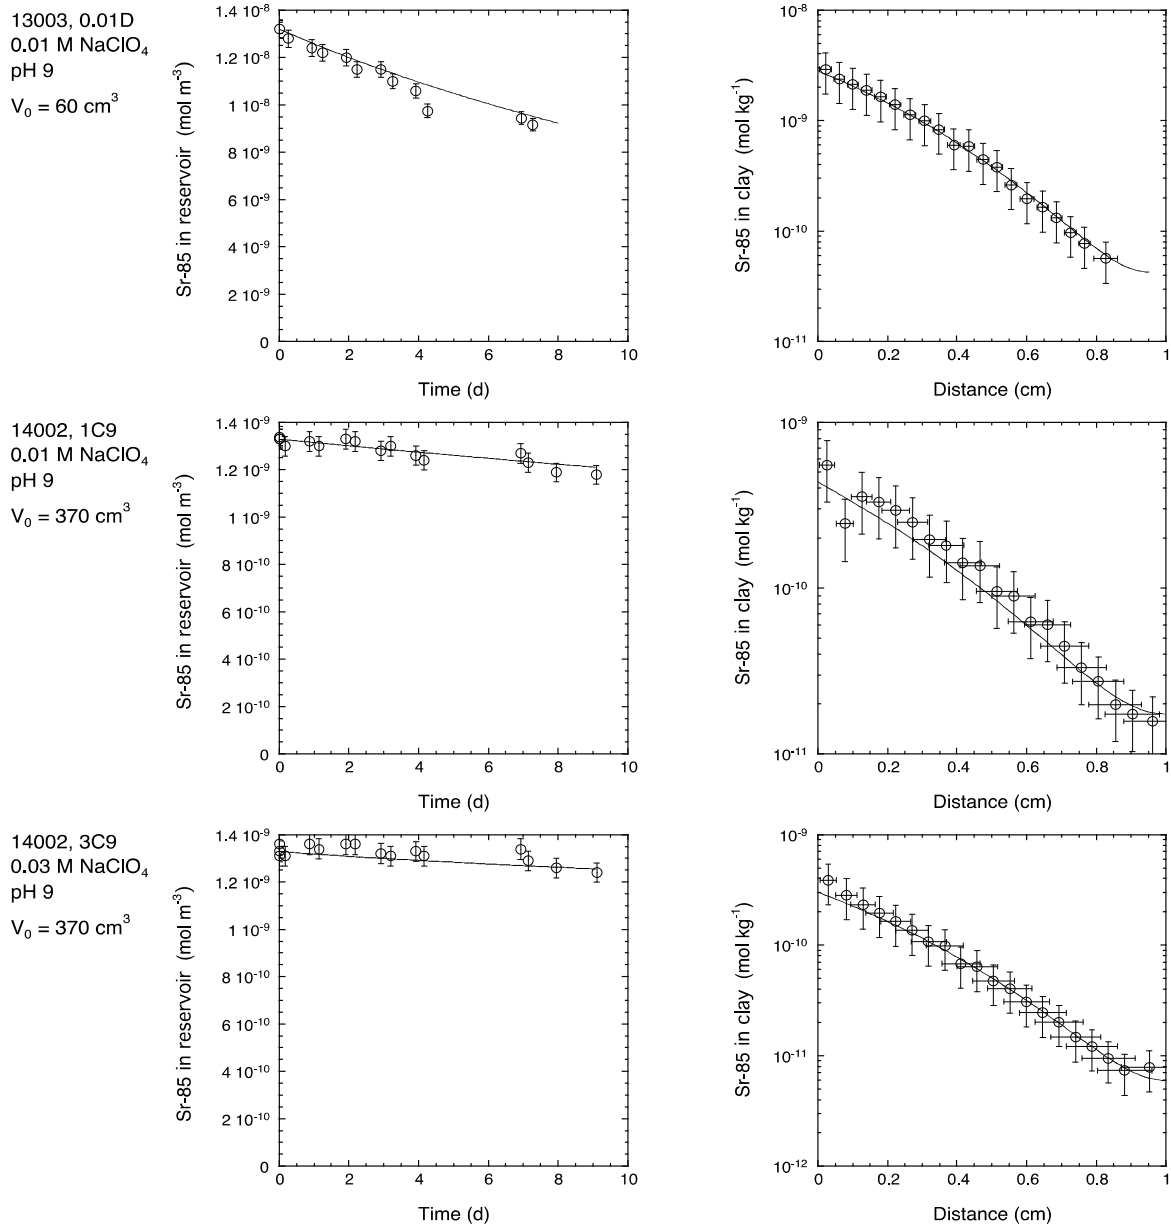 13003, 0.01D
0.01 M NaClO₄
pH 9
V₀ = 60 cm³
Sr-85 in reservoir (mol m⁻³)
1.4 10⁻⁸
1.2 10⁻⁸
1 10⁻⁸
8 10⁻⁹
6 10⁻⁹
4 10⁻⁹
2 10⁻⁹
0
0 2 4 6 8 10
Time (d)
Sr-85 in clay (mol kg⁻¹)
10⁻⁸
10⁻⁹
10⁻¹⁰
10⁻¹¹
0 0.2 0.4 0.6 0.8 1
Distance (cm)
14002, 1C9
0.01 M NaClO₄
pH 9
V₀ = 370 cm³
Sr-85 in reservoir (mol m⁻³)
1.4 10⁻⁹
1.2 10⁻⁹
1 10⁻⁹
8 10⁻¹⁰
6 10⁻¹⁰
4 10⁻¹⁰
2 10⁻¹⁰
0
0 2 4 6 8 10
Time (d)
Sr-85 in clay (mol kg⁻¹)
10⁻⁹
10⁻¹⁰
10⁻¹¹
0 0.2 0.4 0.6 0.8 1
Distance (cm)
14002, 3C9
0.03 M NaClO₄
pH 9
V₀ = 370 cm³
Sr-85 in reservoir (mol m⁻³)
1.4 10⁻⁹
1.2 10⁻⁹
1 10⁻⁹
8 10⁻¹⁰
6 10⁻¹⁰
4 10⁻¹⁰
2 10⁻¹⁰
0
0 2 4 6 8 10
Time (d)
Sr-85 in clay (mol kg⁻¹)
10⁻⁹
10⁻¹⁰
10⁻¹¹
10⁻¹²
0 0.2 0.4 0.6 0.8 1
Distance (cm)